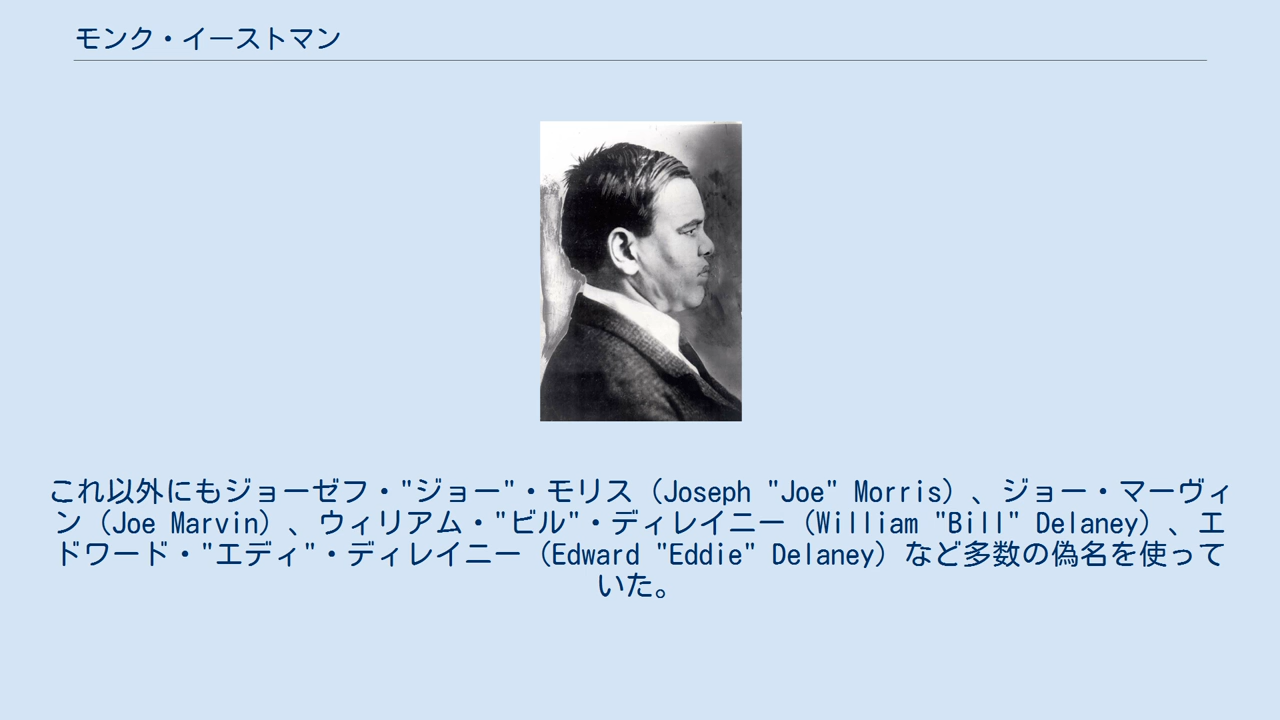 モンク・イーストマン
これ以外にもジョーゼフ・"ジョー"・モリス（Joseph "Joe" Morris）、ジョー・マーヴィ
ン（Joe Marvin）、ウィリアム・"ビル"・ディレイニー（William "Bill" Delaney）、エ
ドワード・"エディ"・ディレイニー（Edward "Eddie" Delaney）など多数の偽名を使って
いた。